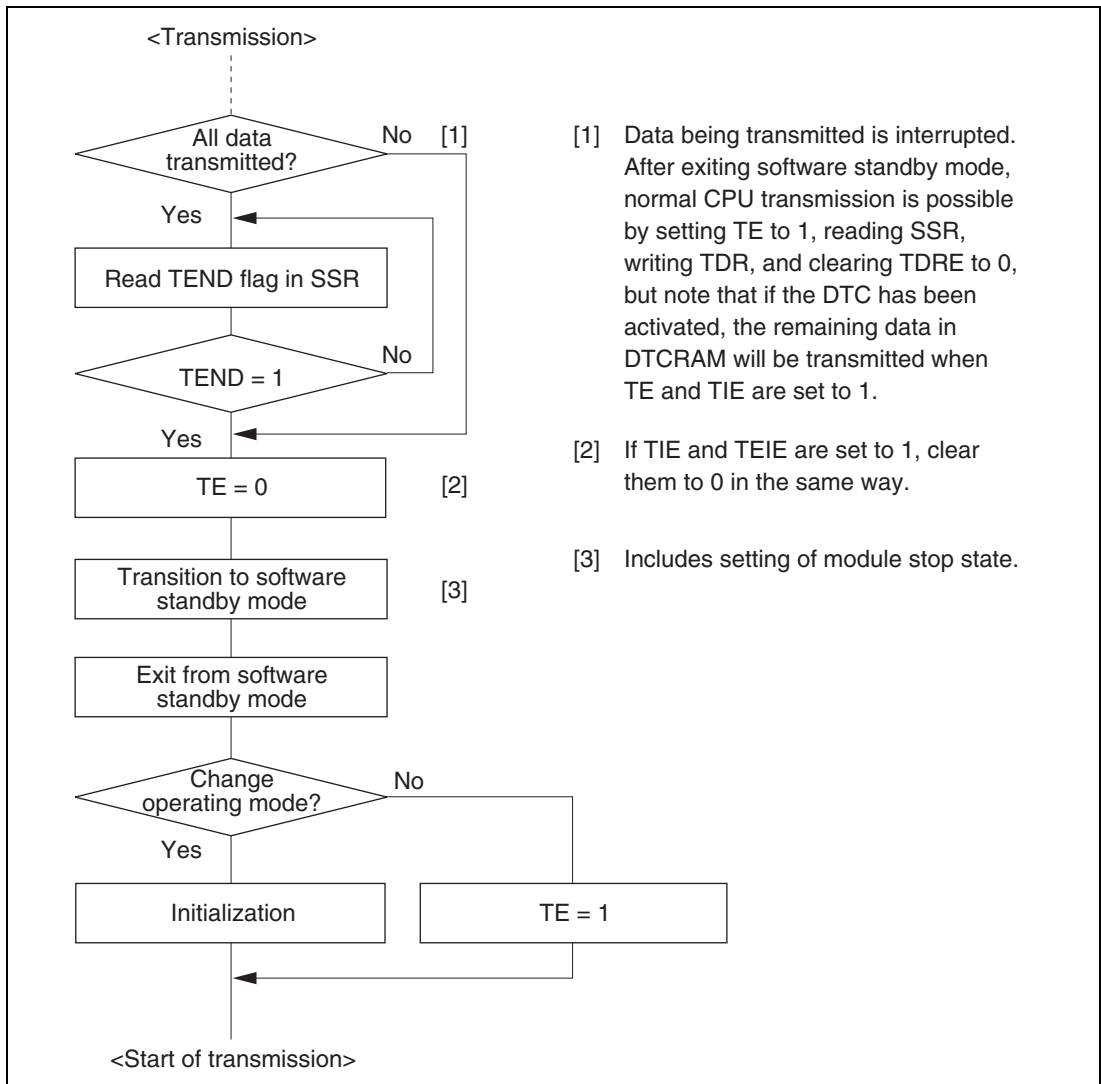 <Transmission>
All data
transmitted?
No
[1]
Yes
Read TEND flag in SSR
No
TEND = 1
Yes
TE = 0
[2]
Transition to software
standby mode
[3]
Exit from software
standby mode
Change
operating mode?
No
Yes
Initialization
TE = 1
<Start of transmission>
[1] Data being transmitted is interrupted.
After exiting software standby mode,
normal CPU transmission is possible
by setting TE to 1, reading SSR,
writing TDR, and clearing TDRE to 0,
but note that if the DTC has been
activated, the remaining data in
DTCRAM will be transmitted when
TE and TIE are set to 1.
[2] If TIE and TEIE are set to 1, clear
them to 0 in the same way.
[3] Includes setting of module stop state.